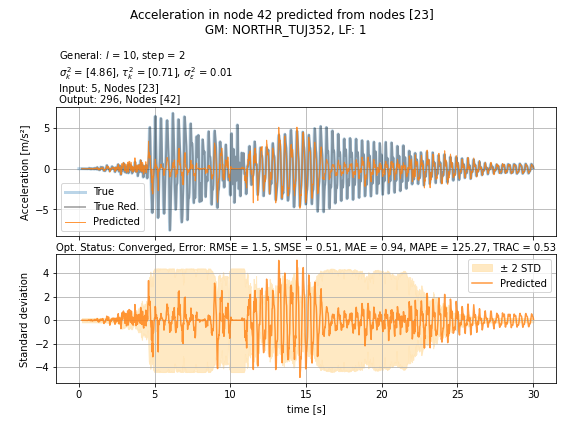 Acceleration in node 42 predicted from nodes [23]
GM: NORTHR_TUJ352, LF: 1
General: l = 10, step = 2
σ²ₖ = [4.86], τ²ₖ = [0.71], σ²ε = 0.01
Input: 5, Nodes [23]
Output: 296, Nodes [42]
Acceleration [m/s²]
5
0
−5
True
True Red.
Predicted
Opt. Status: Converged, Error: RMSE = 1.5, SMSE = 0.51, MAE = 0.94, MAPE = 125.27, TRAC = 0.53
Standard deviation
4
2
0
−2
−4
± 2 STD
Predicted
0 5 10 15 20 25 30
time [s]